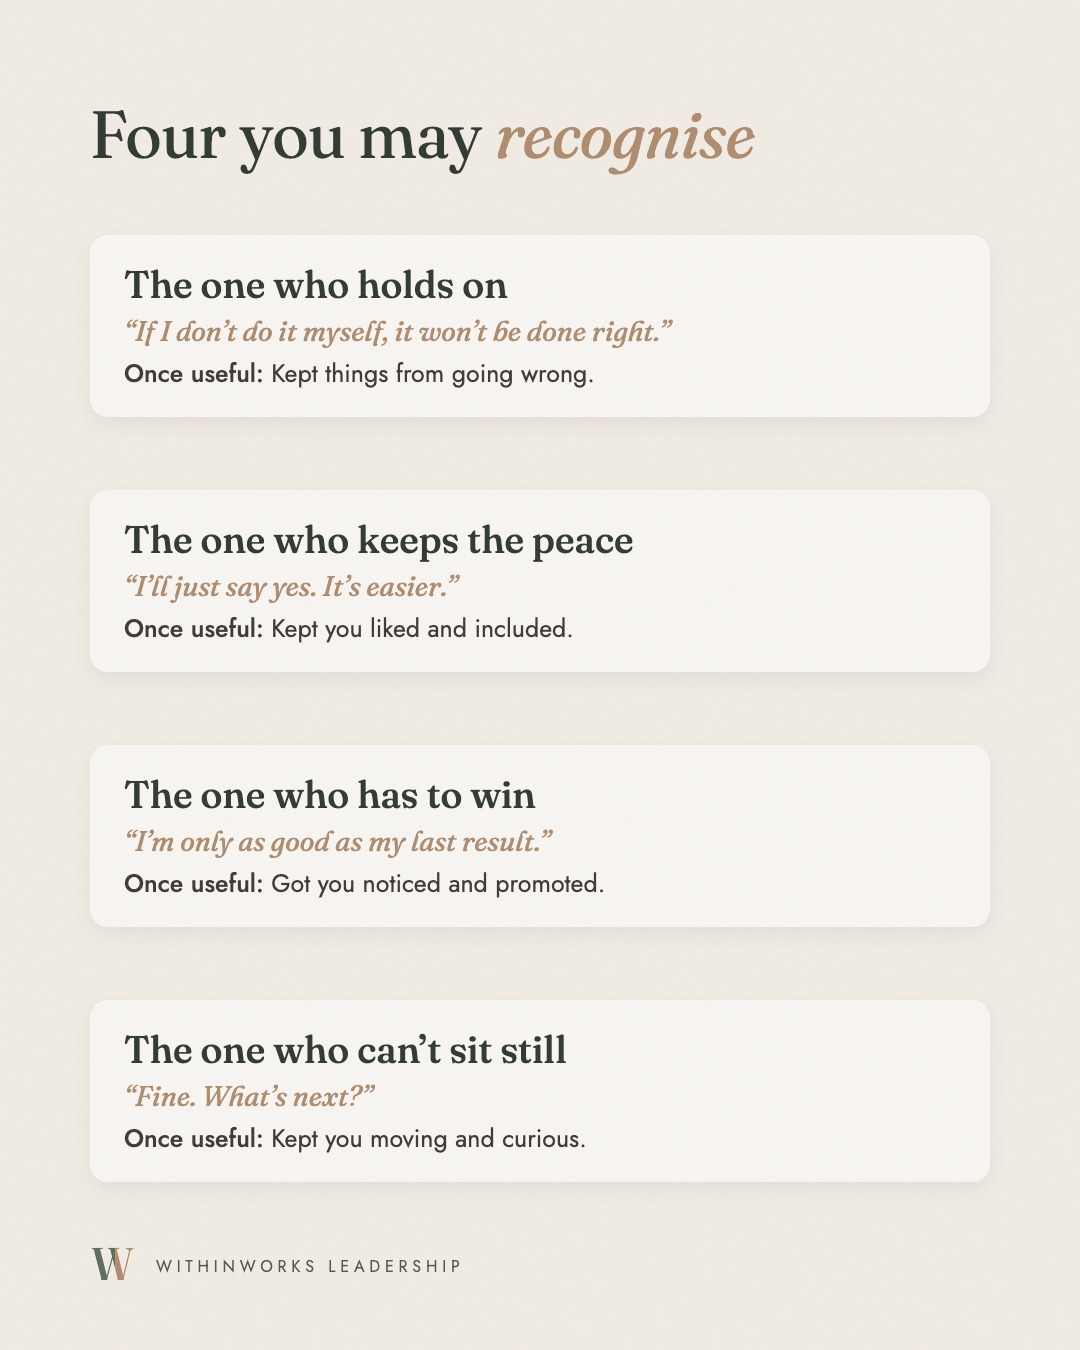 Four you may recognise
The one who holds on
“If I don’t do it myself, it won’t be done right.”
Once useful: Kept things from going wrong.
The one who keeps the peace
“I’ll just say yes. It’s easier.”
Once useful: Kept you liked and included.
The one who has to win
“I’m only as good as my last result.”
Once useful: Got you noticed and promoted.
The one who can’t sit still
“Fine. What’s next?”
Once useful: Kept you moving and curious.
W WITHINWORKS LEADERSHIP